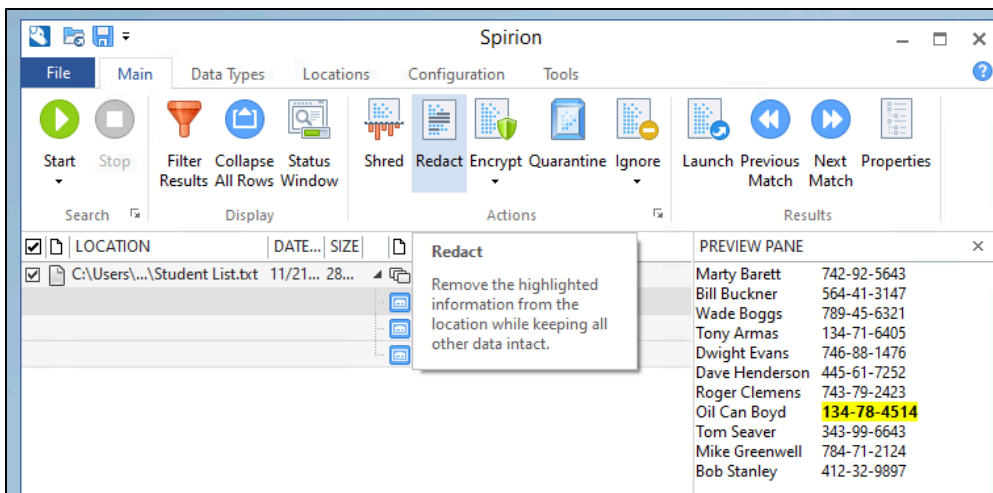 Spirion
File Main Data Types Locations Configuration Tools
Start Stop Filter Results Collapse All Rows Status Window Shred Redact Encrypt Quarantine Ignore Launch Previous Match Next Match Properties
Search Display Actions Results
LOCATION DATE... SIZE
C:\Users\...\Student List.txt 11/21... 28...
Redact
Remove the highlighted
information from the
location while keeping all
other data intact.
PREVIEW PANE
Marty Barett 742-92-5643
Bill Buckner 564-41-3147
Wade Boggs 789-45-6321
Tony Armas 134-71-6405
Dwight Evans 746-88-1476
Dave Henderson 445-61-7252
Roger Clemens 743-79-2423
Oil Can Boyd 134-78-4514
Tom Seaver 343-99-6643
Mike Greenwell 784-71-2124
Bob Stanley 412-32-9897